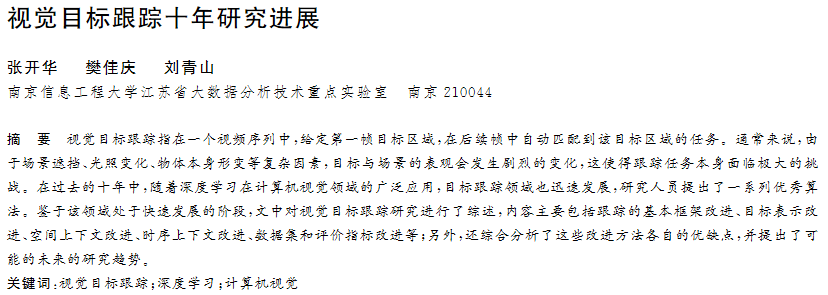 视觉目标跟踪十年研究进展
张开华 樊佳庆 刘青山
南京信息工程大学江苏省大数据分析技术重点实验室 南京 210044
摘 要 视觉目标跟踪指在一个视频序列中,给定第一帧目标区域,在后续帧中自动匹配到该目标区域的任务。通常来说,由
于场景遮挡、光照变化、物体本身形变等复杂因素,目标与场景的表观会发生剧烈的变化,这使得跟踪任务本身面临极大的挑
战。在过去的十年中,随着深度学习在计算机视觉领域的广泛应用,目标跟踪领域也迅速发展,研究人员提出了一系列优秀算
法。鉴于该领域处于快速发展的阶段,文中对视觉目标跟踪研究进行了综述,内容主要包括跟踪的基本框架改进、目标表示改
进、空间上下文改进、时序上下文改进、数据集和评价指标改进等;另外,还综合分析了这些改进方法各自的优缺点,并提出了可
能的未来的研究趋势。
关键词:视觉目标跟踪;深度学习;计算机视觉